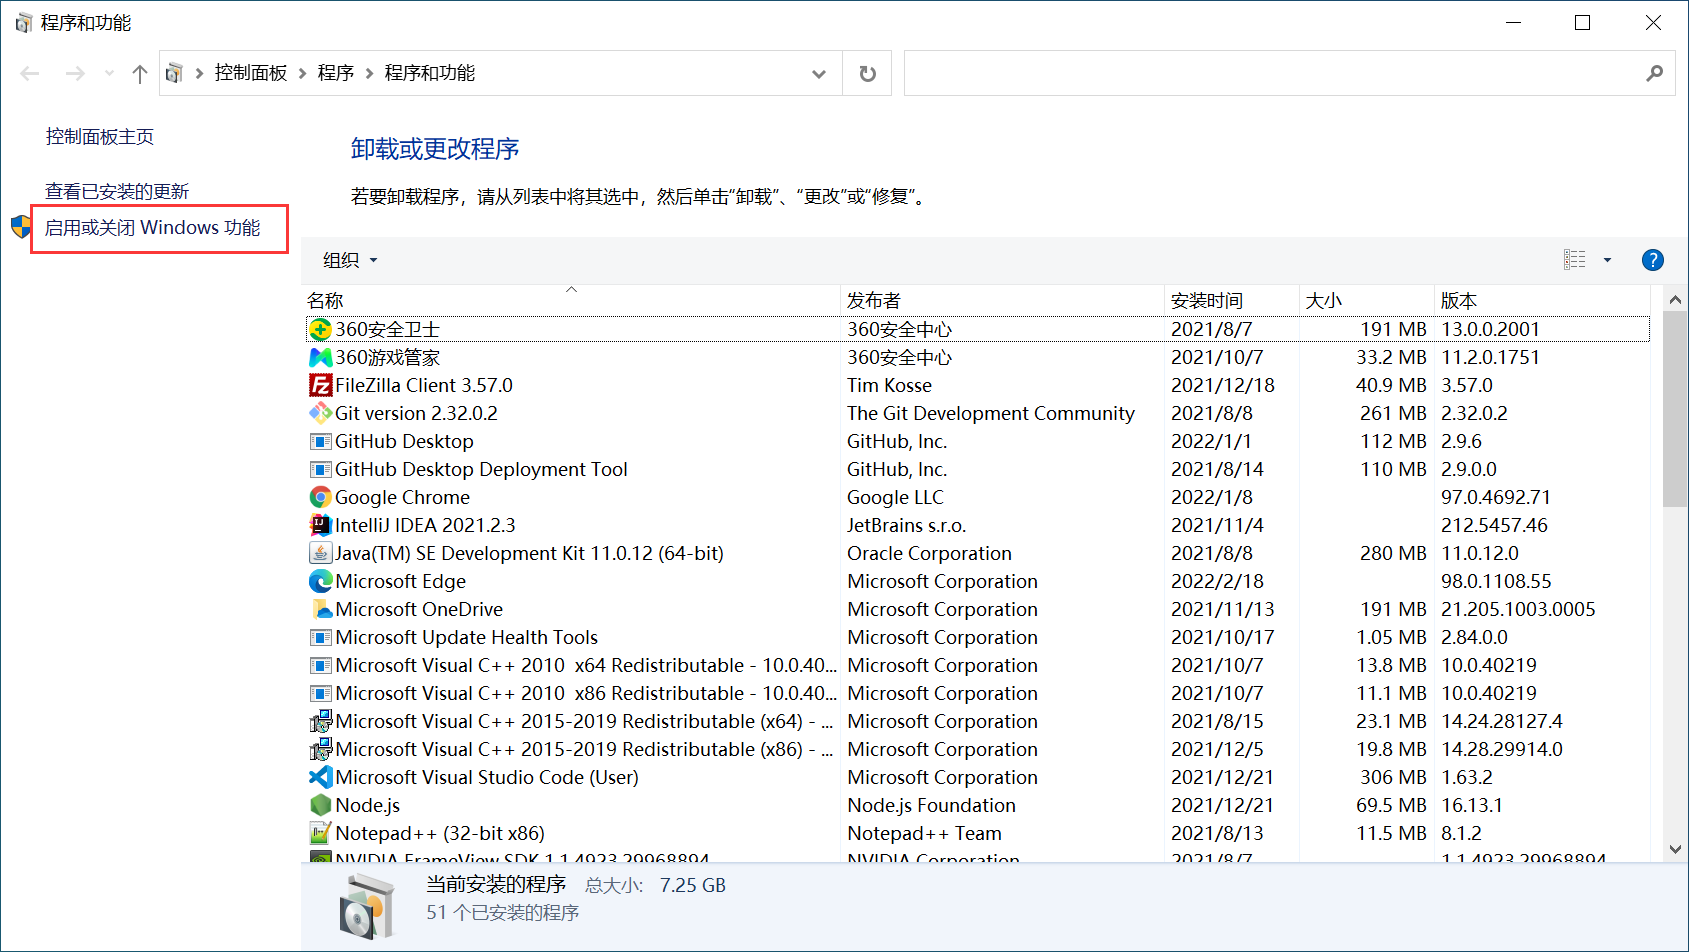 程序和功能
控制面板 程序 程序和功能
控制面板主页
查看已安装的更新
启用或关闭 Windows 功能
卸载或更改程序
若要卸载程序，请从列表中将其选中，然后单击“卸载”、“更改”或“修复”。
组织
名称 发布者 安装时间 大小 版本
360安全卫士 360安全中心 2021/8/7 191 MB 13.0.0.2001
360游戏管家 360安全中心 2021/10/7 33.2 MB 11.2.0.1751
FileZilla Client 3.57.0 Tim Kosse 2021/12/18 40.9 MB 3.57.0
Git version 2.32.0.2 The Git Development Community 2021/8/8 261 MB 2.32.0.2
GitHub Desktop GitHub, Inc. 2022/1/1 112 MB 2.9.6
GitHub Desktop Deployment Tool GitHub, Inc. 2021/8/14 110 MB 2.9.0.0
Google Chrome Google LLC 2022/1/8 97.0.4692.71
IntelliJ IDEA 2021.2.3 JetBrains s.r.o. 2021/11/4 212.5457.46
Java(TM) SE Development Kit 11.0.12 (64-bit) Oracle Corporation 2021/8/8 280 MB 11.0.12.0
Microsoft Edge Microsoft Corporation 2022/2/18 98.0.1108.55
Microsoft OneDrive Microsoft Corporation 2021/11/13 191 MB 21.205.1003.0005
Microsoft Update Health Tools Microsoft Corporation 2021/10/17 1.05 MB 2.84.0.0
Microsoft Visual C++ 2010 x64 Redistributable - 10.0.40... Microsoft Corporation 2021/10/7 13.8 MB 10.0.40219
Microsoft Visual C++ 2010 x86 Redistributable - 10.0.40... Microsoft Corporation 2021/10/7 11.1 MB 10.0.40219
Microsoft Visual C++ 2015-2019 Redistributable (x64) - ... Microsoft Corporation 2021/8/15 23.1 MB 14.24.28127.4
Microsoft Visual C++ 2015-2019 Redistributable (x86) - ... Microsoft Corporation 2021/12/5 19.8 MB 14.28.29914.0
Microsoft Visual Studio Code (User) Microsoft Corporation 2021/12/21 306 MB 1.63.2
Node.js Node.js Foundation 2021/12/21 69.5 MB 16.13.1
Notepad++ (32-bit x86) Notepad++ Team 2021/8/13 11.5 MB 8.1.2
NVIDIA FrameView SDK 1.1.4923.29968894 NVIDIA Corporation 2021/8/7 1.1.4923.29968894
当前安装的程序 总大小: 7.25 GB
51 个已安装的程序